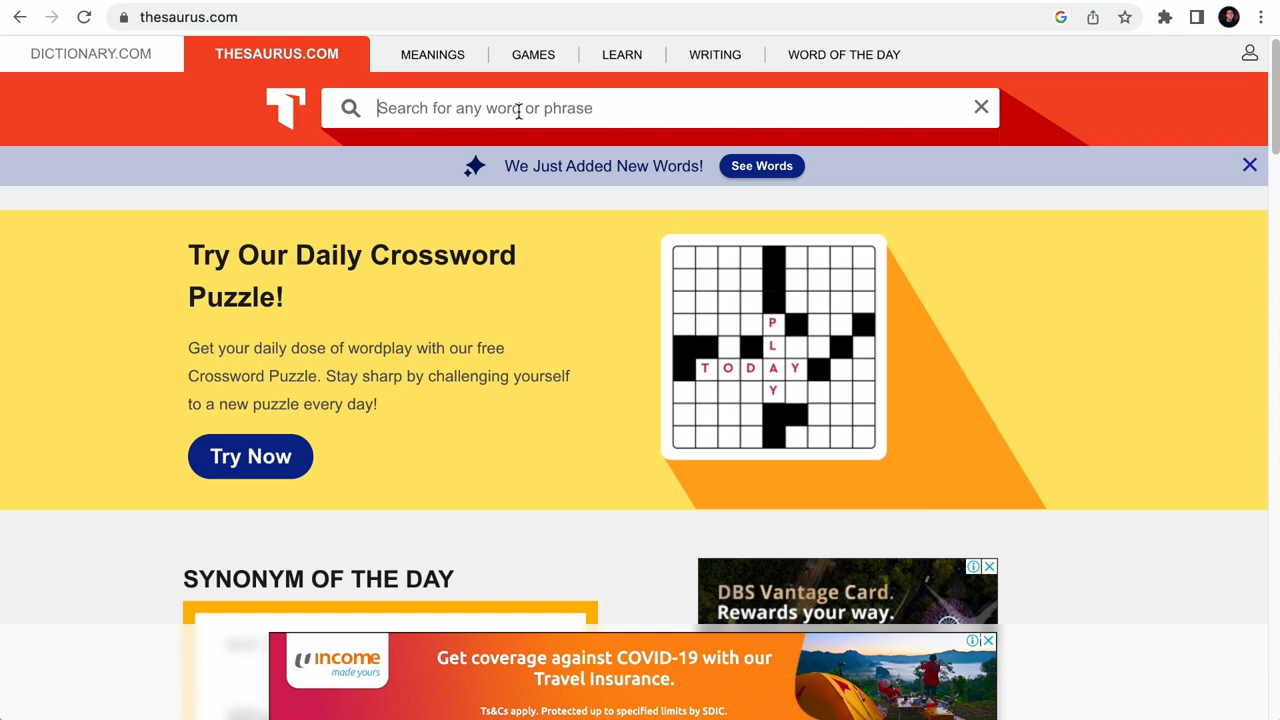 thesaurus.com
DICTIONARY.COM
THESAURUS.COM
MEANINGS
GAMES
LEARN
WRITING
WORD OF THE DAY
Search for any word or phrase
We Just Added New Words!
See Words
Try Our Daily Crossword
Puzzle!
Get your daily dose of wordplay with our free
Crossword Puzzle. Stay sharp by challenging yourself
to a new puzzle every day!
Try Now
P
L
TODAY
Y
SYNONYM OF THE DAY
DBS Vantage Card.
Rewards your way.
income
made yours
Get coverage against COVID-19 with our
Travel Insurance.
Ts&Cs apply. Protected up to specified limits by SDIC.